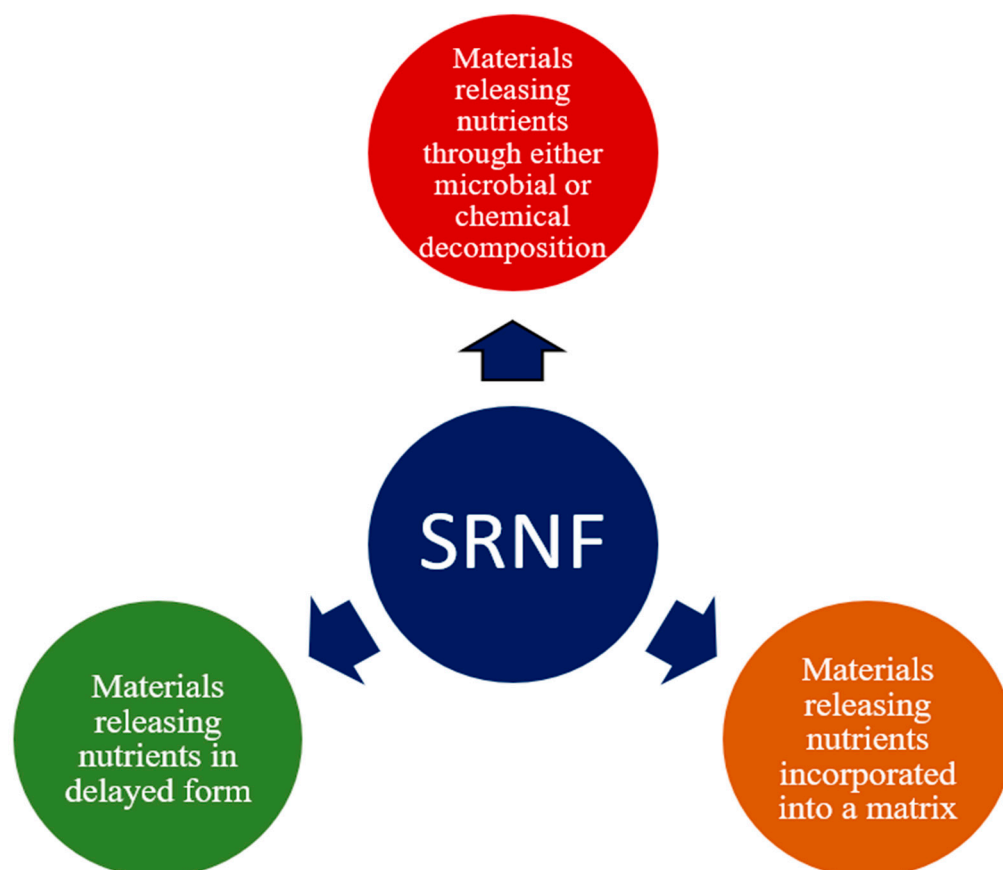 Materials
releasing
nutrients
through either
microbial or
chemical
decomposition
SRNF
Materials
releasing
nutrients in
delayed form
Materials
releasing
nutrients
incorporated
into a matrix